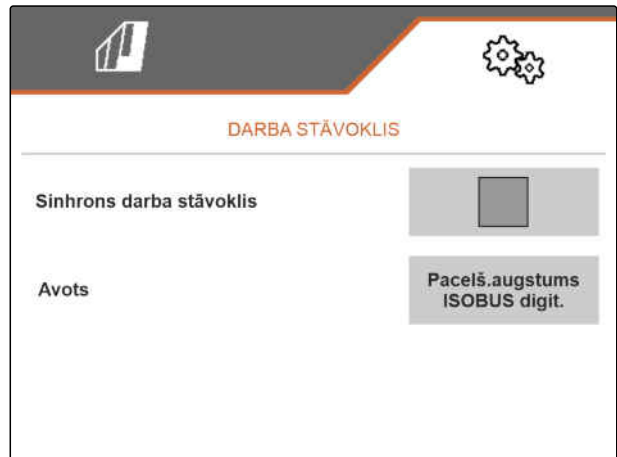 DARBA STĀVOKLIS
Sinhrons darba stāvoklis
Avots
Pacelš.augstums
ISOBUS digit.